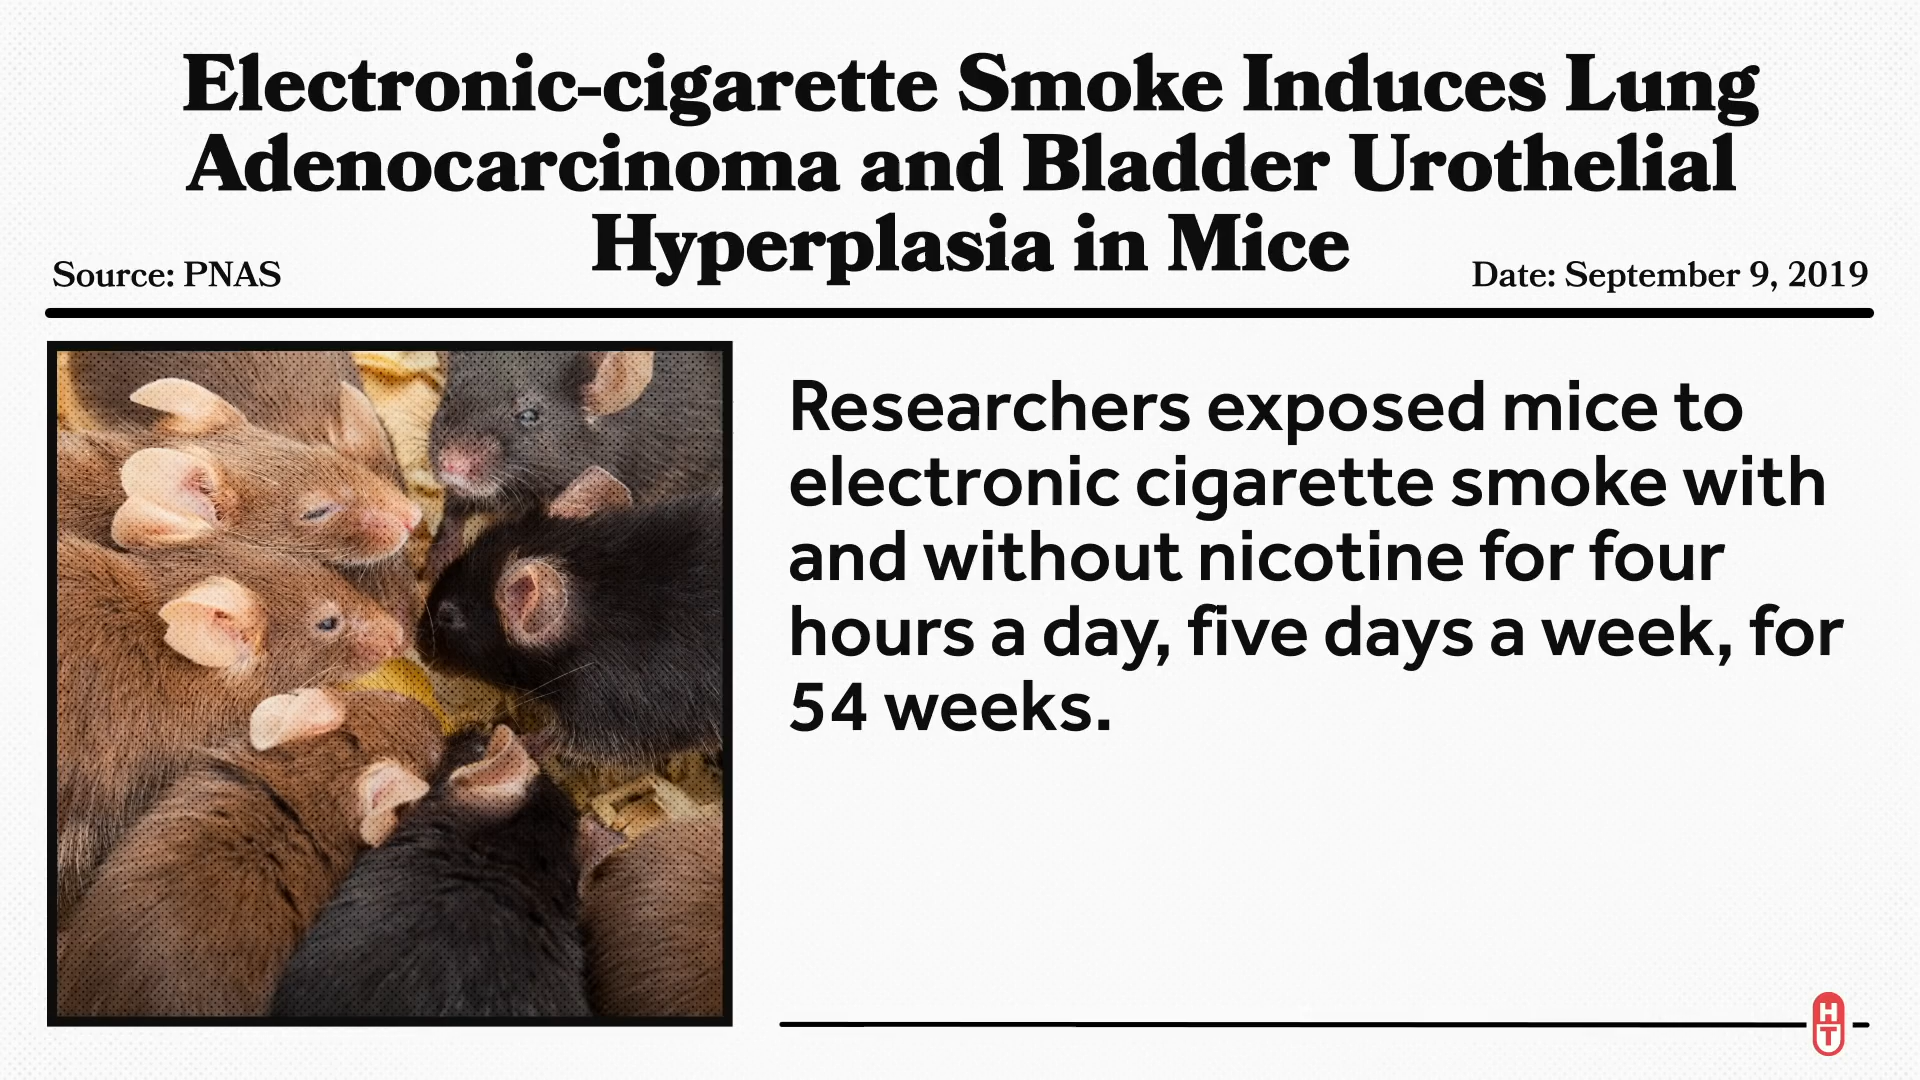 Electronic-cigarette Smoke Induces Lung
Adenocarcinoma and Bladder Urothelial
Hyperplasia in Mice
Source: PNAS
Date: September 9, 2019
Researchers exposed mice to
electronic cigarette smoke with
and without nicotine for four
hours a day, five days a week, for
54 weeks.
H
T